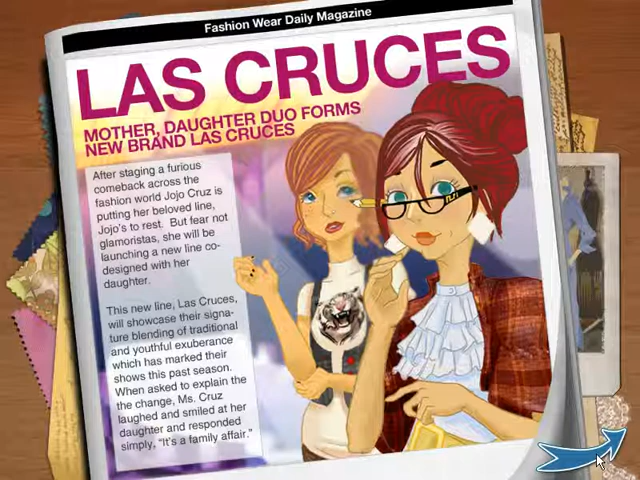 Fashion Wear Daily Magazine
LAS CRUCES
MOTHER, DAUGHTER DUO FORMS
NEW BRAND LAS CRUCES
After staging a furious
comeback across the
fashion world Jojo Cruz is
putting her beloved line,
Jojo's to rest. But fear not
glamoristas, she will be
launching a new line co-
designed with her
daughter.
This new line, Las Cruces,
will showcase their signa-
ture blending of traditional
and youthful exuberance
which has marked their
shows this past season.
When asked to explain the
the change, Ms. Cruz
laughed and smiled at her
daughter and responded
simply, "It's a family affair."